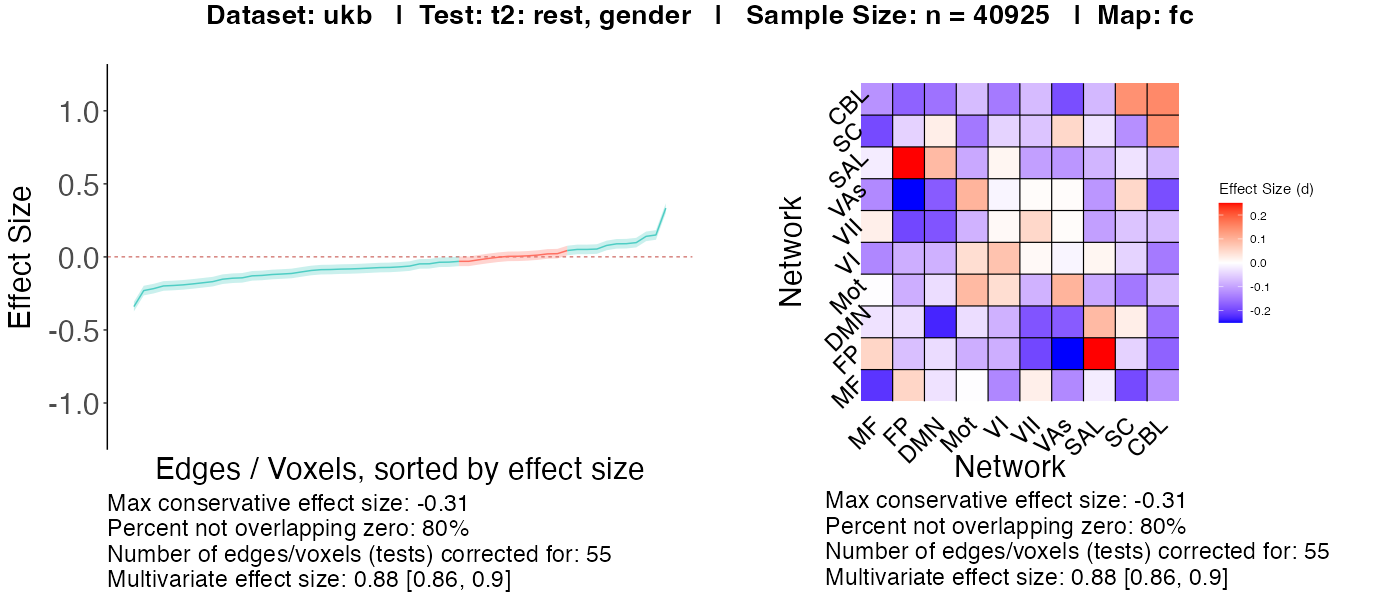 Dataset: ukb | Test: t2: rest, gender | Sample Size: n = 40925 | Map: fc
Effect Size
1.0
0.5
0.0
-0.5
-1.0
Edges / Voxels, sorted by effect size
Max conservative effect size: -0.31
Percent not overlapping zero: 80%
Number of edges/voxels (tests) corrected for: 55
Multivariate effect size: 0.88 [0.86, 0.9]
Network
CBL
SC
SAL
VAs
VII
VI
Mot
DMN
FP
MF
MF FP DMN Mot VI VII VAs SAL SC CBL
Network
Effect Size (d)
0.2
0.1
0.0
-0.1
-0.2
Max conservative effect size: -0.31
Percent not overlapping zero: 80%
Number of edges/voxels (tests) corrected for: 55
Multivariate effect size: 0.88 [0.86, 0.9]